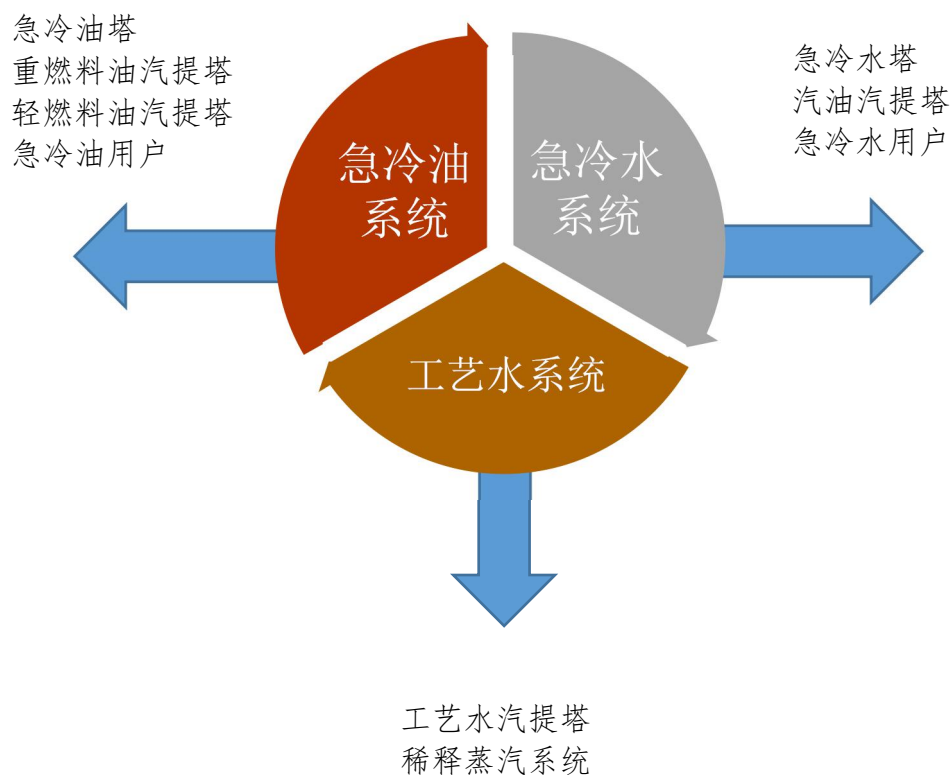 急冷油塔
重燃料油汽提塔
轻燃料油汽提塔
急冷油用户
急冷水塔
汽油汽提塔
急冷水用户
急冷油
系统
急冷水
系统
工艺水系统
工艺水汽提塔
稀释蒸汽系统